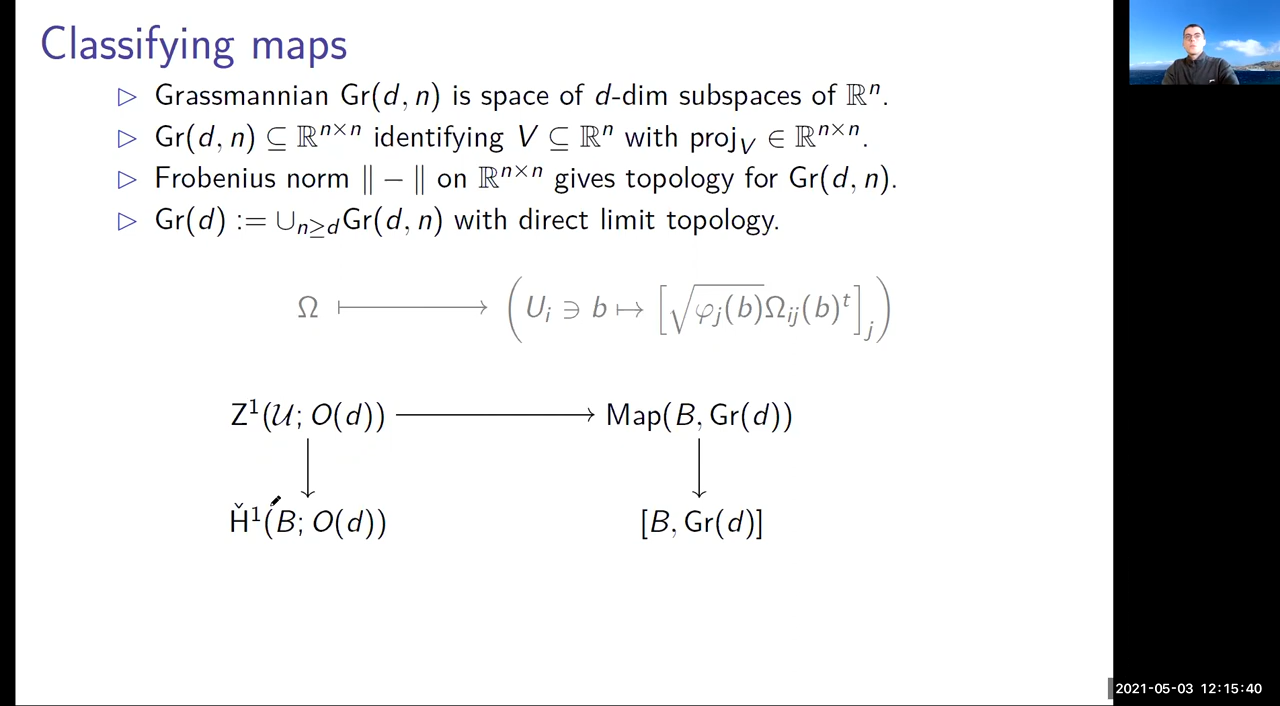 Classifying maps
▷ Grassmannian Gr(d, n) is space of d-dim subspaces of ℝⁿ.
▷ Gr(d, n) ⊆ ℝⁿˣⁿ identifying V ⊆ ℝⁿ with proj_V ∈ ℝⁿˣⁿ.
▷ Frobenius norm ‖ − ‖ on ℝⁿˣⁿ gives topology for Gr(d, n).
▷ Gr(d) := ∪_{n≥d}Gr(d, n) with direct limit topology.
Ω ⟼ (U_i ∋ b ↦ [√φ_j(b) Ω_ij(b)^t]_j)
Z¹(𝒰; O(d)) ⟶ Map(B, Gr(d))
Ȟ¹(B; O(d)) [B, Gr(d)]
2021-05-03 12:15:40